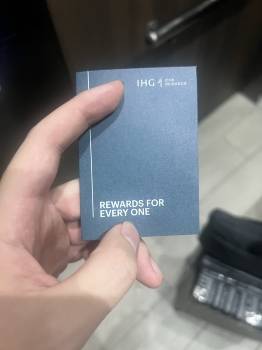 IHG
REWARDS FOR
EVERY ONE